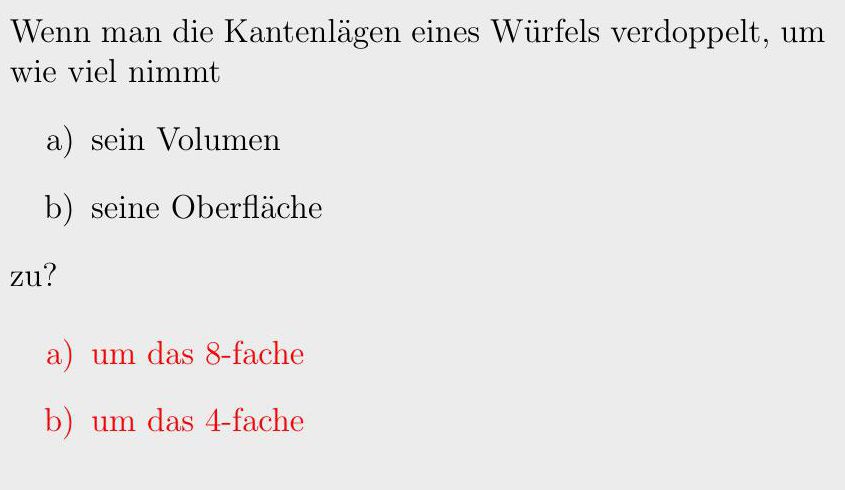 Wenn man die Kantenlägen eines Würfels verdoppelt, um
wie viel nimmt
a) sein Volumen
b) seine Oberfläche
zu?
a) um das 8-fache
b) um das 4-fache